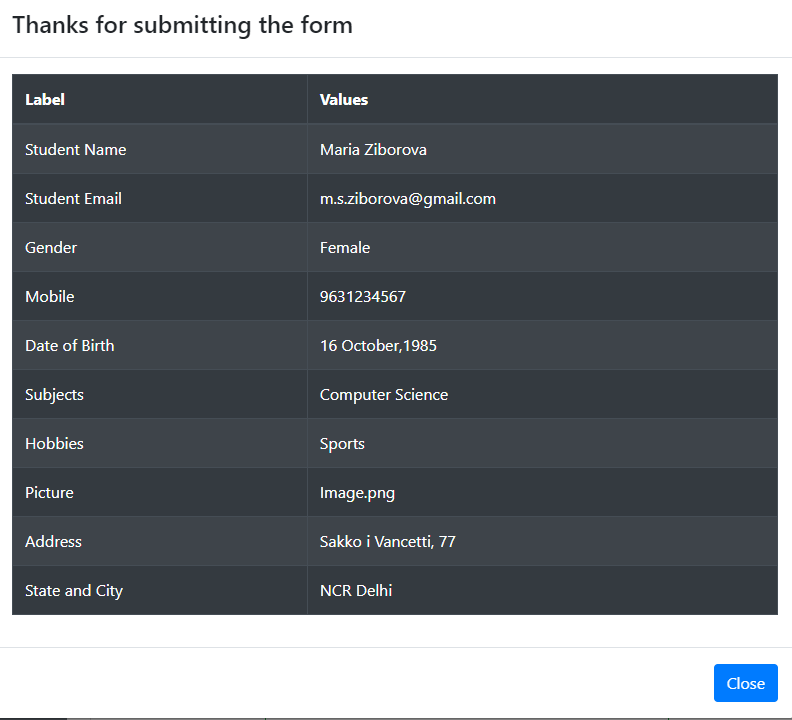 Thanks for submitting the form
Label Values
Student Name Maria Ziborova
Student Email m.s.ziborova@gmail.com
Gender Female
Mobile 9631234567
Date of Birth 16 October,1985
Subjects Computer Science
Hobbies Sports
Picture Image.png
Address Sakko i Vancetti, 77
State and City NCR Delhi
Close